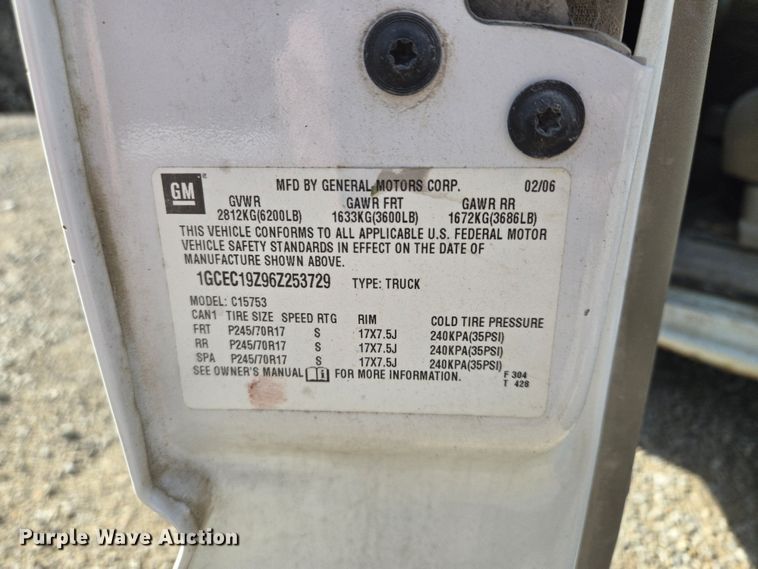 GM
MFD BY GENERAL MOTORS CORP. 02/06
GVWR GAWR FRT GAWR RR
2812KG(6200LB) 1633KG(3600LB) 1672KG(3686LB)
THIS VEHICLE CONFORMS TO ALL APPLICABLE U.S. FEDERAL MOTOR
VEHICLE SAFETY STANDARDS IN EFFECT ON THE DATE OF
MANUFACTURE SHOWN ABOVE.
1GCEC19Z96Z253729 TYPE: TRUCK
MODEL: C15753
CAN1 TIRE SIZE SPEED RTG RIM COLD TIRE PRESSURE
FRT P245/70R17 S 17X7.5J 240KPA(35PSI)
RR P245/70R17 S 17X7.5J 240KPA(35PSI)
SPA P245/70R17 S 17X7.5J 240KPA(35PSI)
SEE OWNER'S MANUAL FOR MORE INFORMATION.
F 304
T 428
Purple Wave Auction